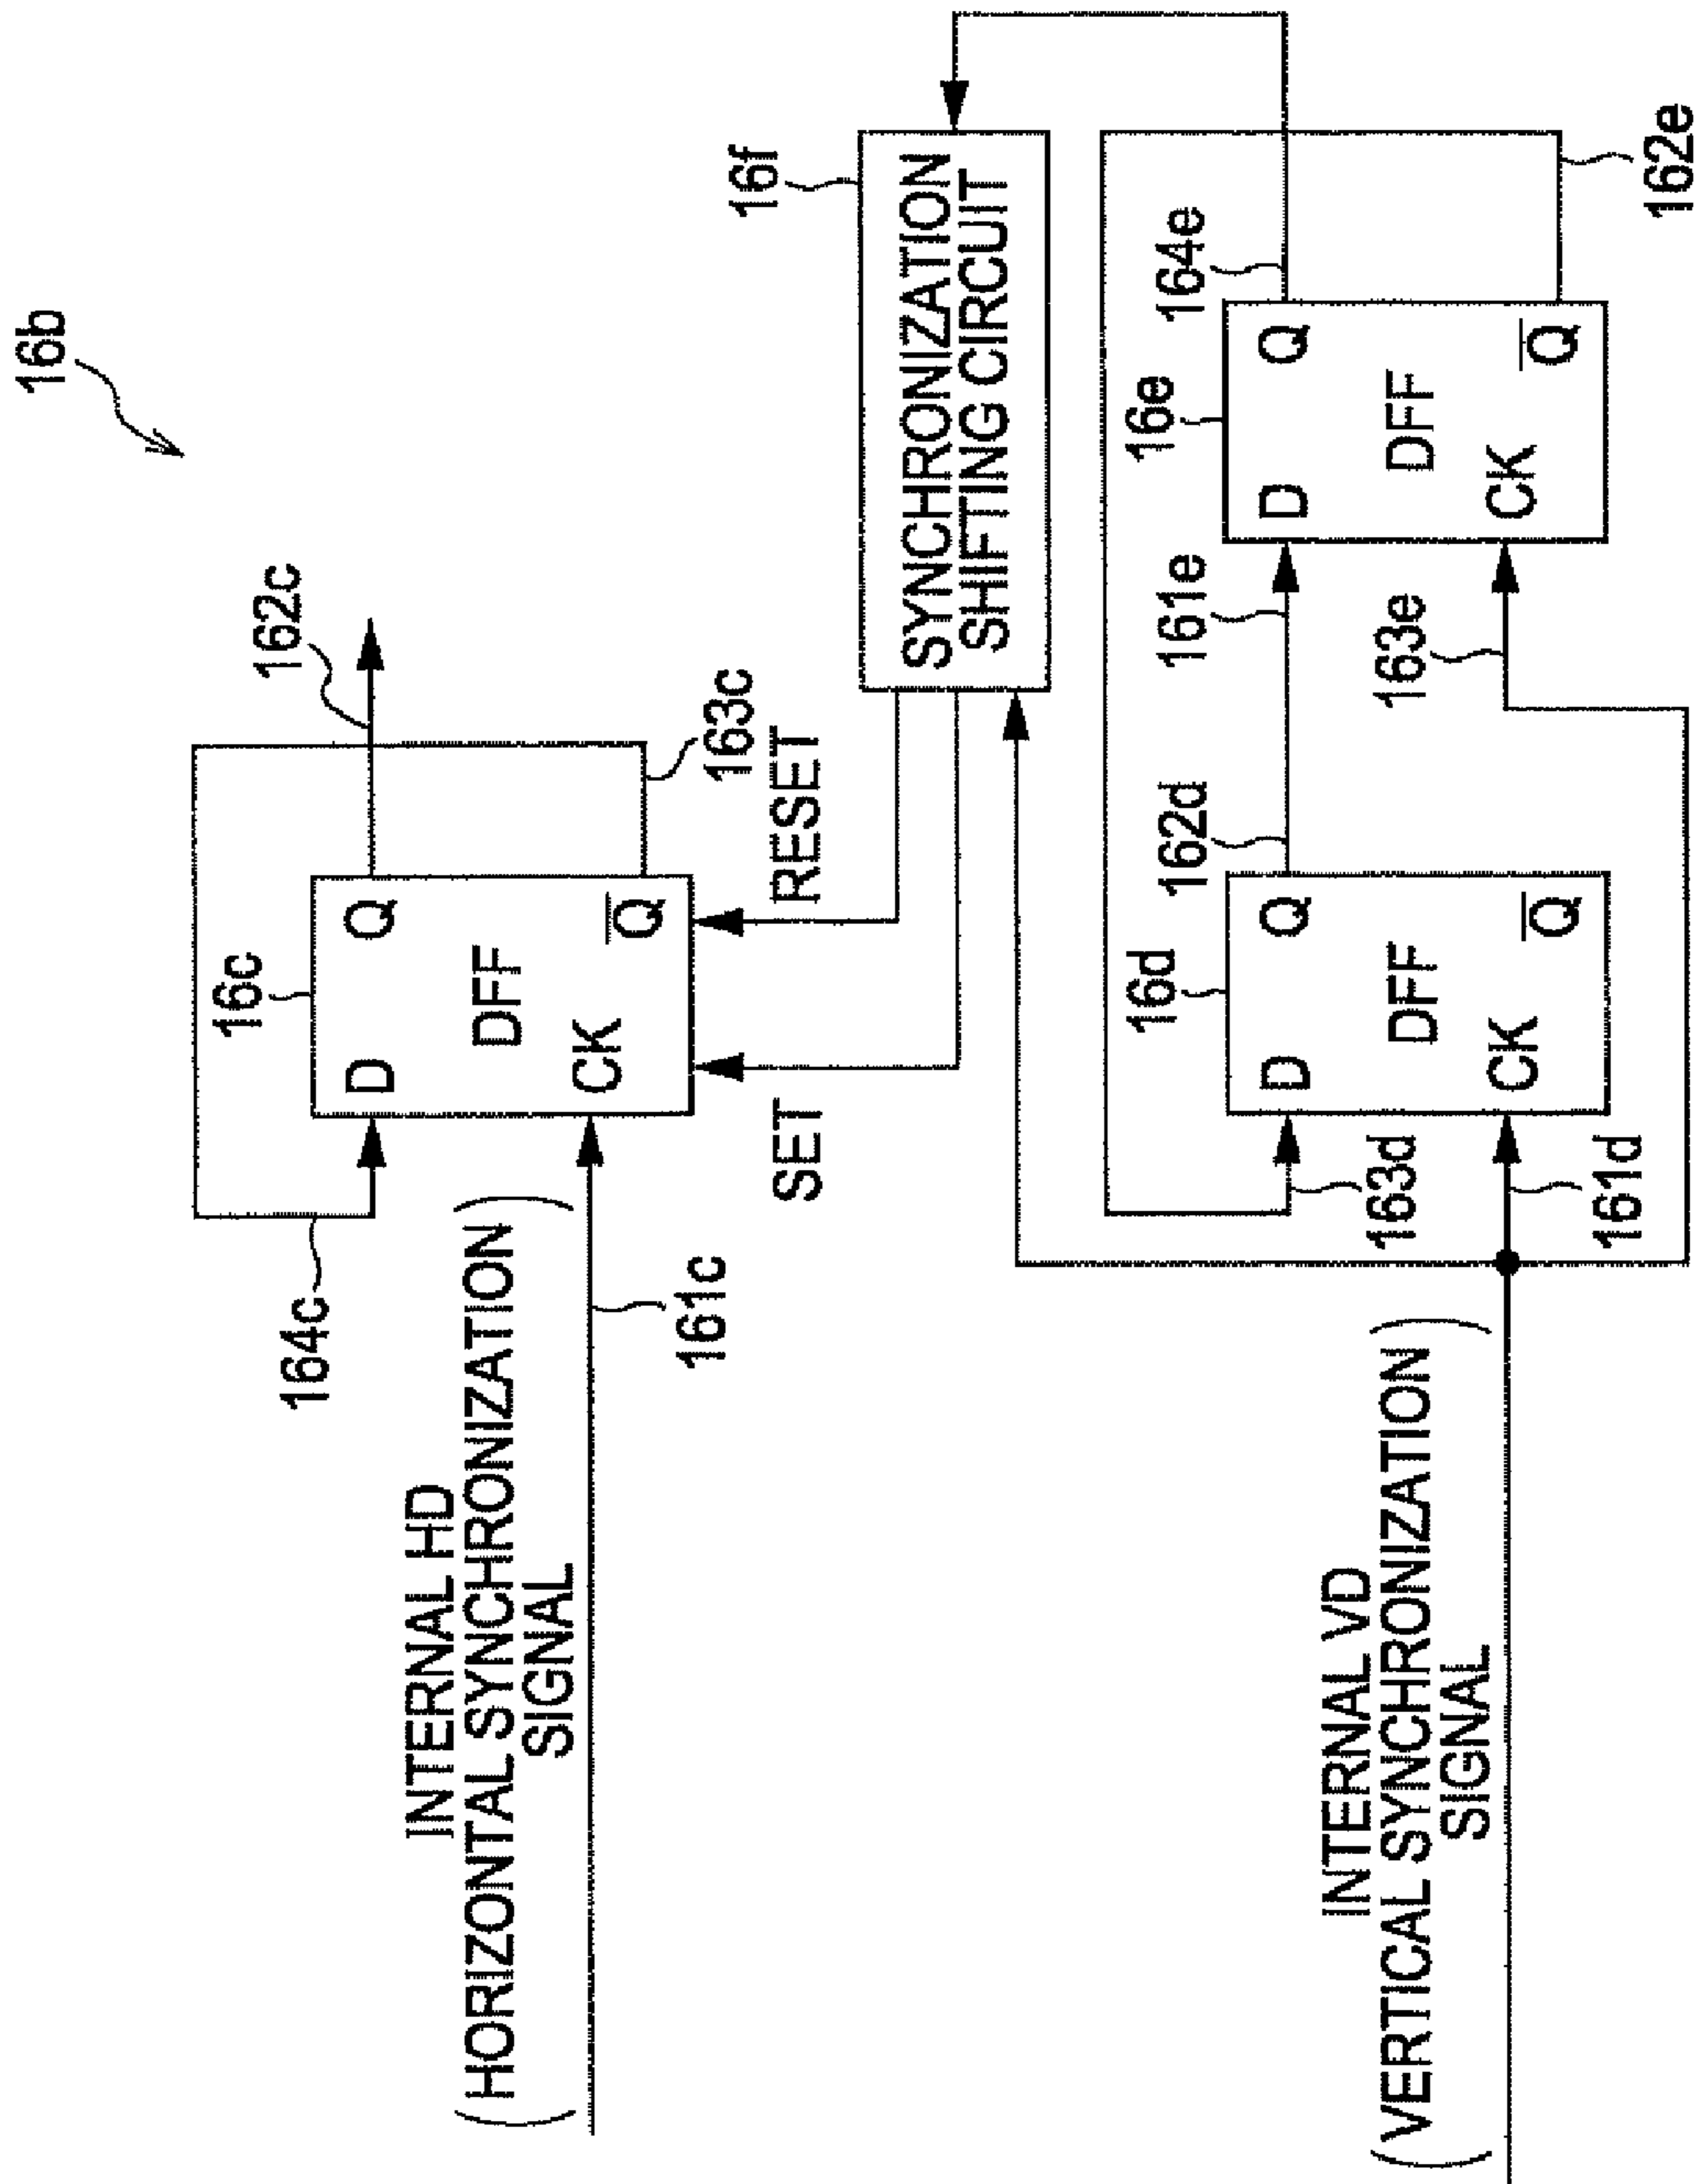 16b
164c
16c
D
Q
DFF
CK
Q
162c
163c
INTERNAL HD
(HORIZONTAL SYNCHRONIZATION)
SIGNAL
161c
SET
RESET
16f
SYNCHRONIZATION
SHIFTING CIRCUIT
INTERNAL VD
(VERTICAL SYNCHRONIZATION)
SIGNAL
163d
161d
16d
D
Q
DFF
CK
Q
162d
161e
163e
16e
D
Q
DFF
CK
Q
164e
162e